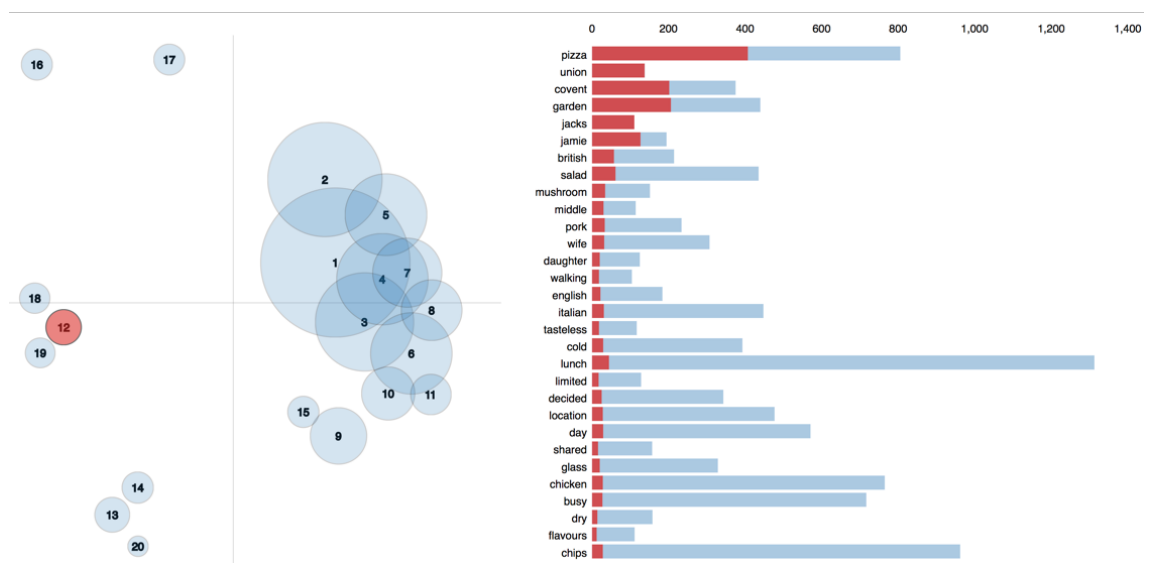 0 200 400 600 800 1,000 1,200 1,400
16
17
2
5
1
7
4
18
8
3
12
19
6
10
11
15
9
14
13
20
pizza
union
covent
garden
jacks
jamie
british
salad
mushroom
middle
pork
wife
daughter
walking
english
italian
tasteless
cold
lunch
limited
decided
location
day
shared
glass
chicken
busy
dry
flavours
chips